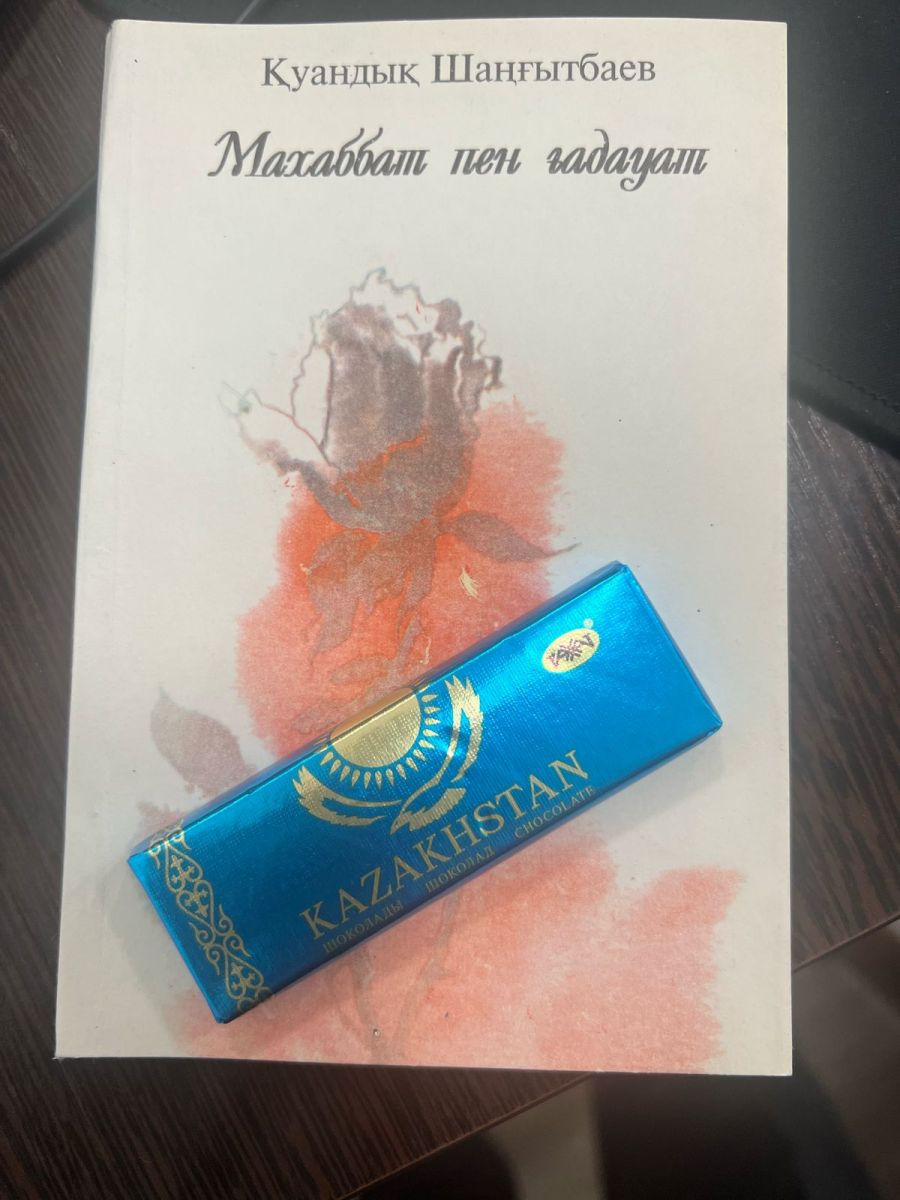 Қуандық Шаңғытбаев
Махаббат пен ғадауат
KAZAKHSTAN
ШОКОЛАДЫ ШОКОЛАД CHOCOLATE